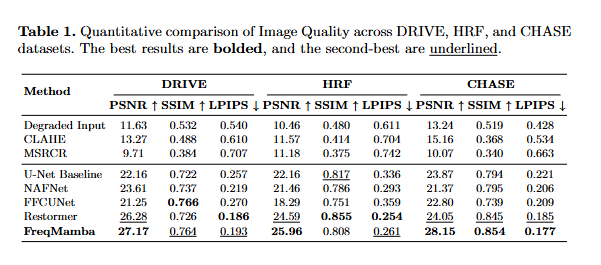 Table 1. Quantitative comparison of Image Quality across DRIVE, HRF, and CHASE
datasets. The best results are bolded, and the second-best are underlined.
Method DRIVE HRF CHASE
PSNR ↑ SSIM ↑ LPIPS ↓ PSNR ↑ SSIM ↑ LPIPS ↓ PSNR ↑ SSIM ↑ LPIPS ↓
Degraded Input 11.63 0.532 0.540 10.46 0.480 0.611 13.24 0.519 0.428
CLAHE 13.27 0.488 0.610 11.57 0.414 0.704 15.16 0.368 0.534
MSRCR 9.71 0.384 0.707 11.18 0.375 0.742 10.07 0.340 0.663
U-Net Baseline 22.16 0.722 0.257 22.16 0.817 0.336 23.87 0.794 0.221
NAFNet 23.61 0.737 0.219 21.46 0.786 0.293 21.37 0.795 0.206
FFCUNet 21.25 0.766 0.270 18.29 0.751 0.359 22.80 0.739 0.209
Restormer 26.28 0.726 0.186 24.59 0.855 0.254 24.05 0.845 0.185
FreqMamba 27.17 0.764 0.193 25.96 0.808 0.261 28.15 0.854 0.177